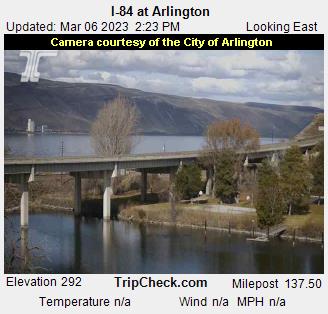 I-84 at Arlington
Updated: Mar 06 2023 2:23 PM Looking East
Camera courtesy of the City of Arlington
Elevation 292 TripCheck.com Milepost 137.50
Temperature n/a Wind n/a MPH n/a